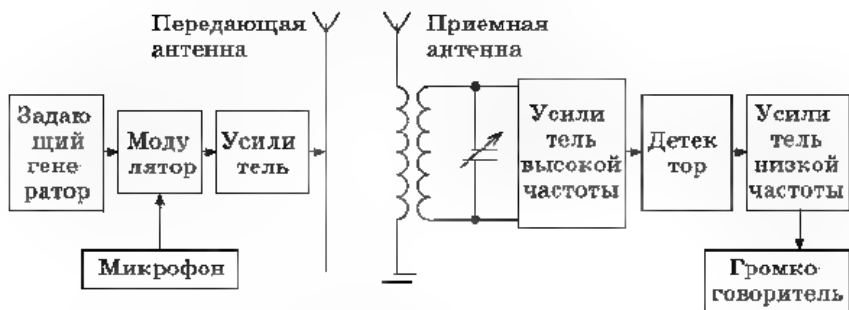 Передающая
антенна
Приемная
антенна
Задаю
щий
гене-
ратор
Моду
лятор
Усили
тель
Микрофон
Усили
тель
высокой
частоты
Детек
тор
Усили
тель
низкой
частоты
Громко
говоритель